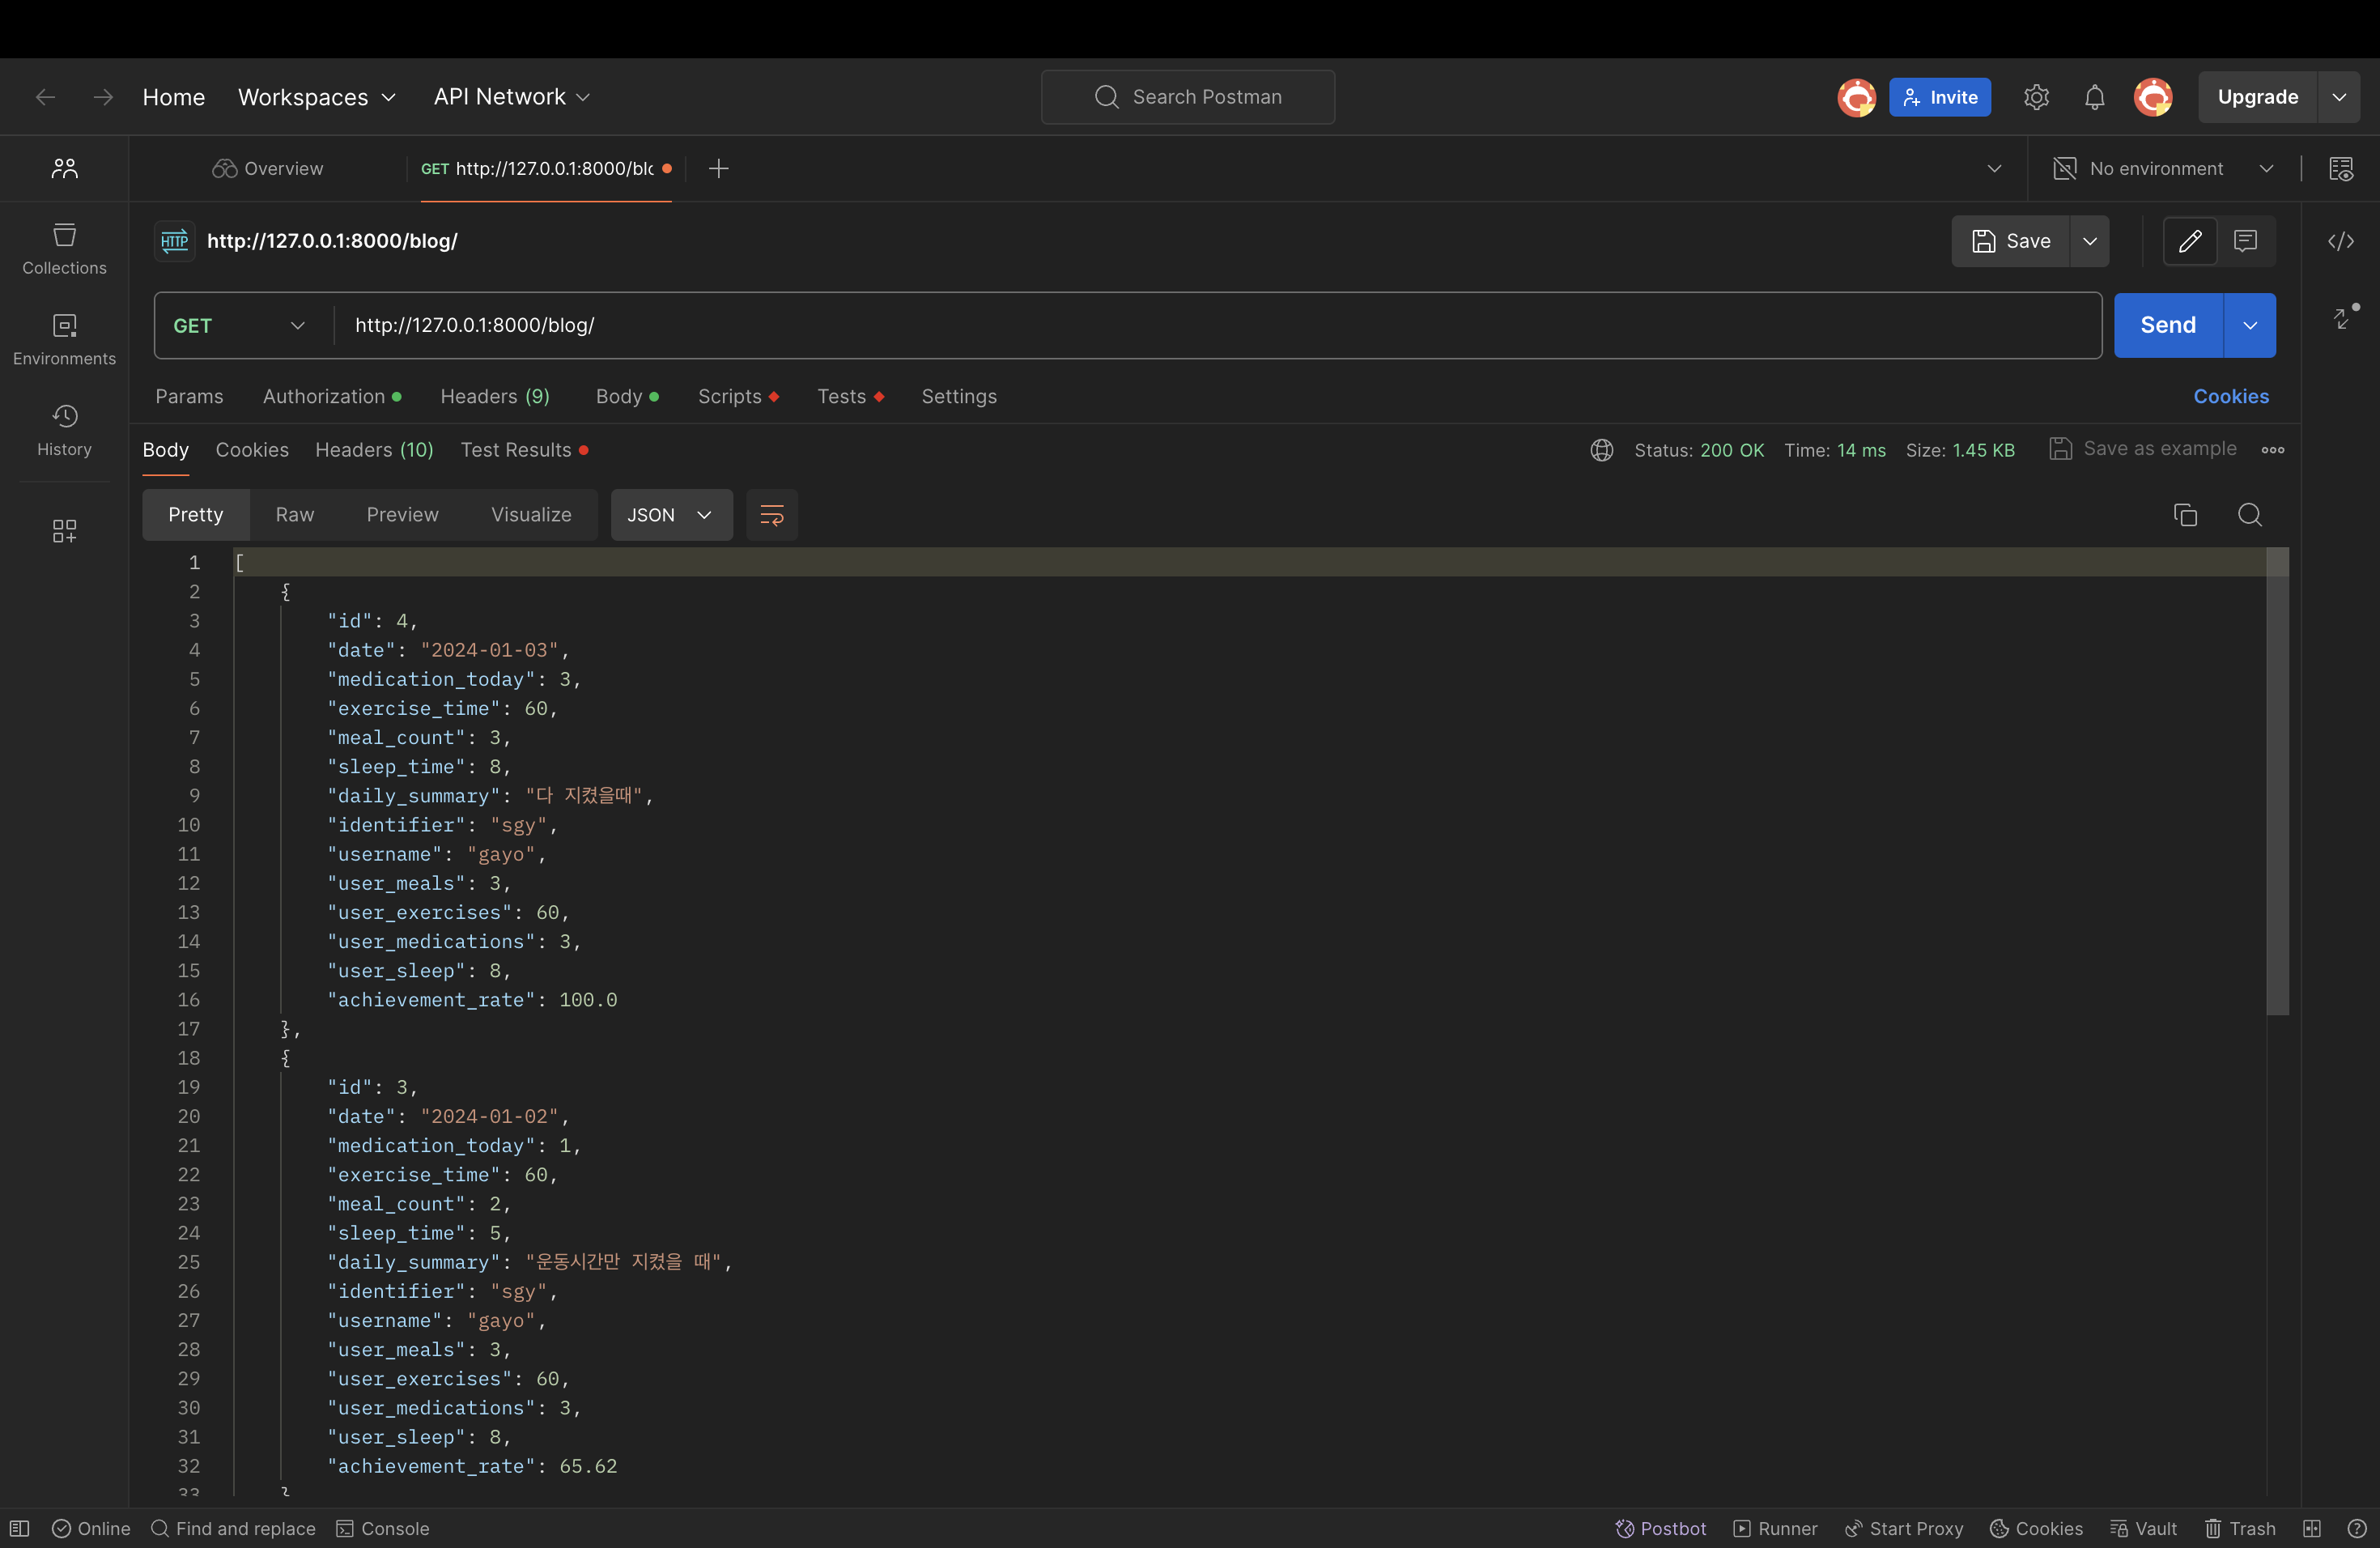 Home Workspaces API Network Search Postman Invite Upgrade
Overview GET http://127.0.0.1:8000/blo No environment
HTTP http://127.0.0.1:8000/blog/ Save
Collections
GET http://127.0.0.1:8000/blog/ Send
Environments
Params Authorization Headers (9) Body Scripts Tests Settings Cookies
History
Body Cookies Headers (10) Test Results Status: 200 OK Time: 14 ms Size: 1.45 KB Save as example
Pretty Raw Preview Visualize JSON
1 [
2 {
3 "id": 4,
4 "date": "2024-01-03",
5 "medication_today": 3,
6 "exercise_time": 60,
7 "meal_count": 3,
8 "sleep_time": 8,
9 "daily_summary": "다 지켰을때",
10 "identifier": "sgy",
11 "username": "gayo",
12 "user_meals": 3,
13 "user_exercises": 60,
14 "user_medications": 3,
15 "user_sleep": 8,
16 "achievement_rate": 100.0
17 },
18 {
19 "id": 3,
20 "date": "2024-01-02",
21 "medication_today": 1,
22 "exercise_time": 60,
23 "meal_count": 2,
24 "sleep_time": 5,
25 "daily_summary": "운동시간만 지켰을 때",
26 "identifier": "sgy",
27 "username": "gayo",
28 "user_meals": 3,
29 "user_exercises": 60,
30 "user_medications": 3,
31 "user_sleep": 8,
32 "achievement_rate": 65.62
33 }
Online Find and replace Console Postbot Runner Start Proxy Cookies Vault Trash